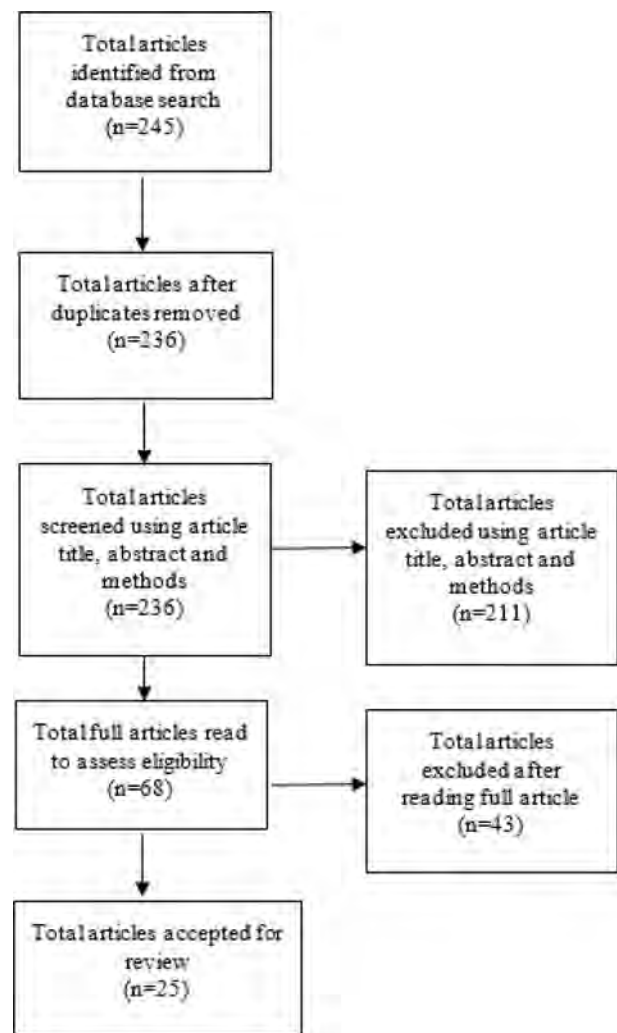 Total articles
identified from
database search
(n=245)
Total articles after
duplicates removed
(n=236)
Total articles
screened using article
title, abstract and
methods
(n=236)
Total articles
excluded using article
title, abstract and
methods
(n=211)
Total full articles read
to assess eligibility
(n=68)
Total articles
excluded after
reading full article
(n=43)
Total articles accepted for
review
(n=25)